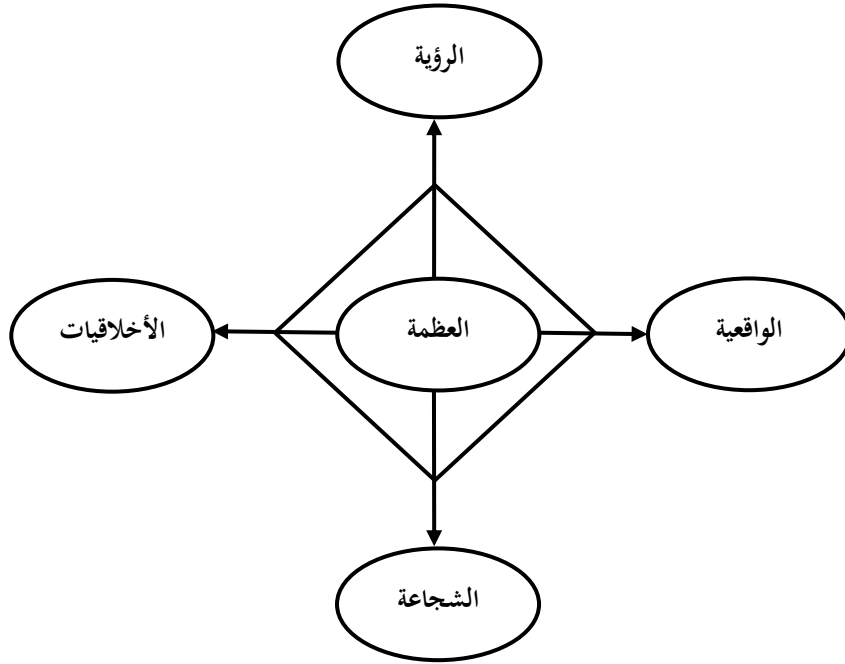 الرؤية
الواقعية
العظمة
الأخلاقيات
الشجاعة